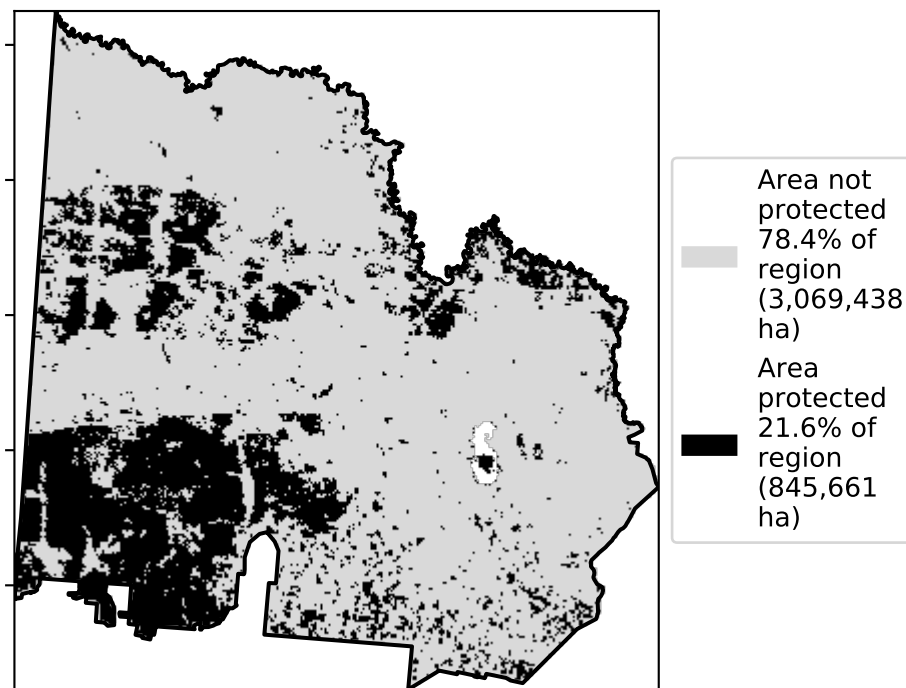 Area not
protected
78.4% of
region
(3,069,438
ha)
Area
protected
21.6% of
region
(845,661
ha)